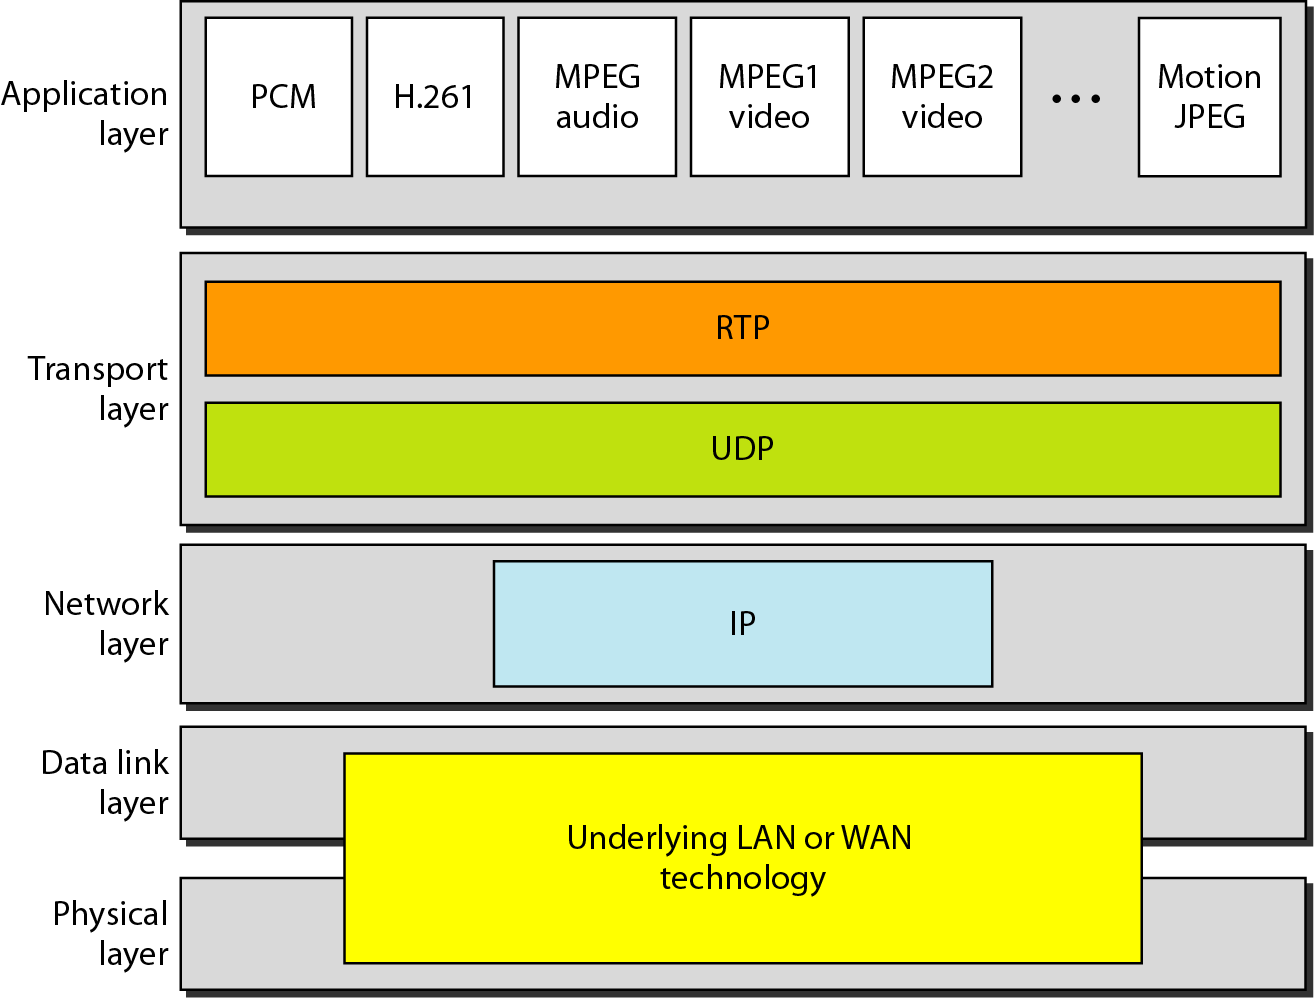 Application
layer
PCM
H.261
MPEG
audio
MPEG1
video
MPEG2
video
...
Motion
JPEG
Transport
layer
RTP
UDP
Network
layer
IP
Data link
layer
Underlying LAN or WAN
technology
Physical
layer